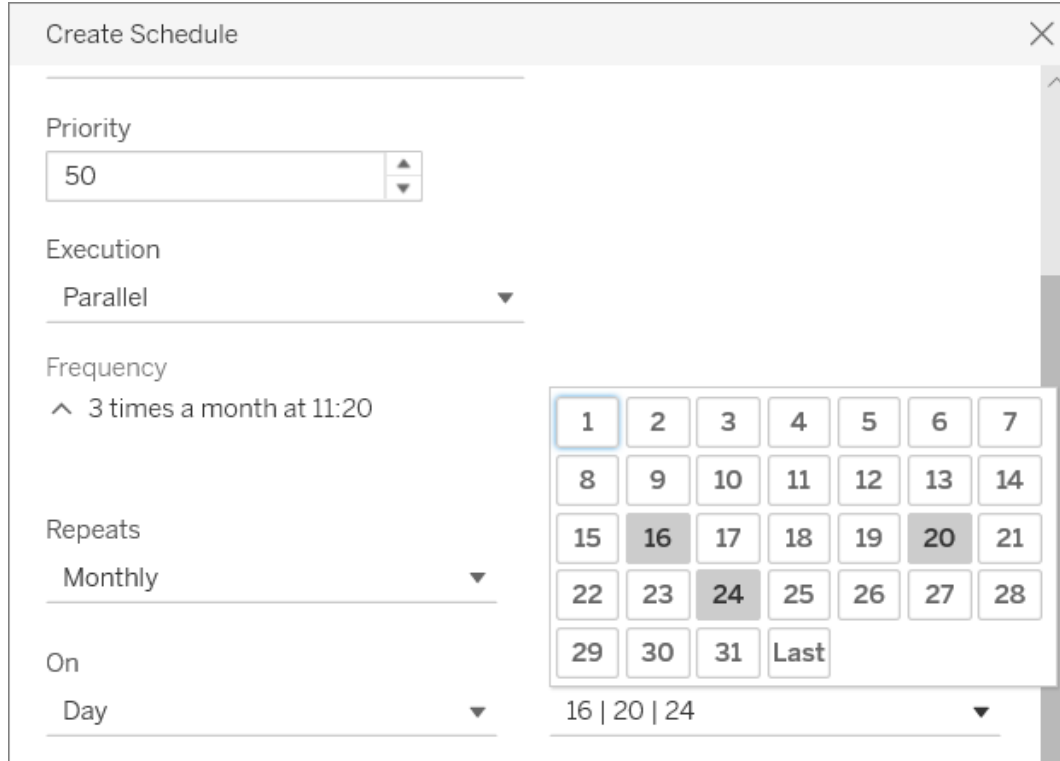 Create Schedule
Priority
50
Execution
Parallel
Frequency
3 times a month at 11:20
1 2 3 4 5 6 7
8 9 10 11 12 13 14
15 16 17 18 19 20 21
22 23 24 25 26 27 28
29 30 31 Last
Repeats
Monthly
On
Day
16 | 20 | 24